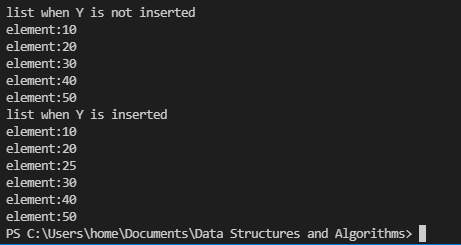 list when Y is not inserted
element:10
element:20
element:30
element:40
element:50
list when Y is inserted
element:10
element:20
element:25
element:30
element:40
element:50
PS C:\Users\home\Documents\Data Structures and Algorithms>